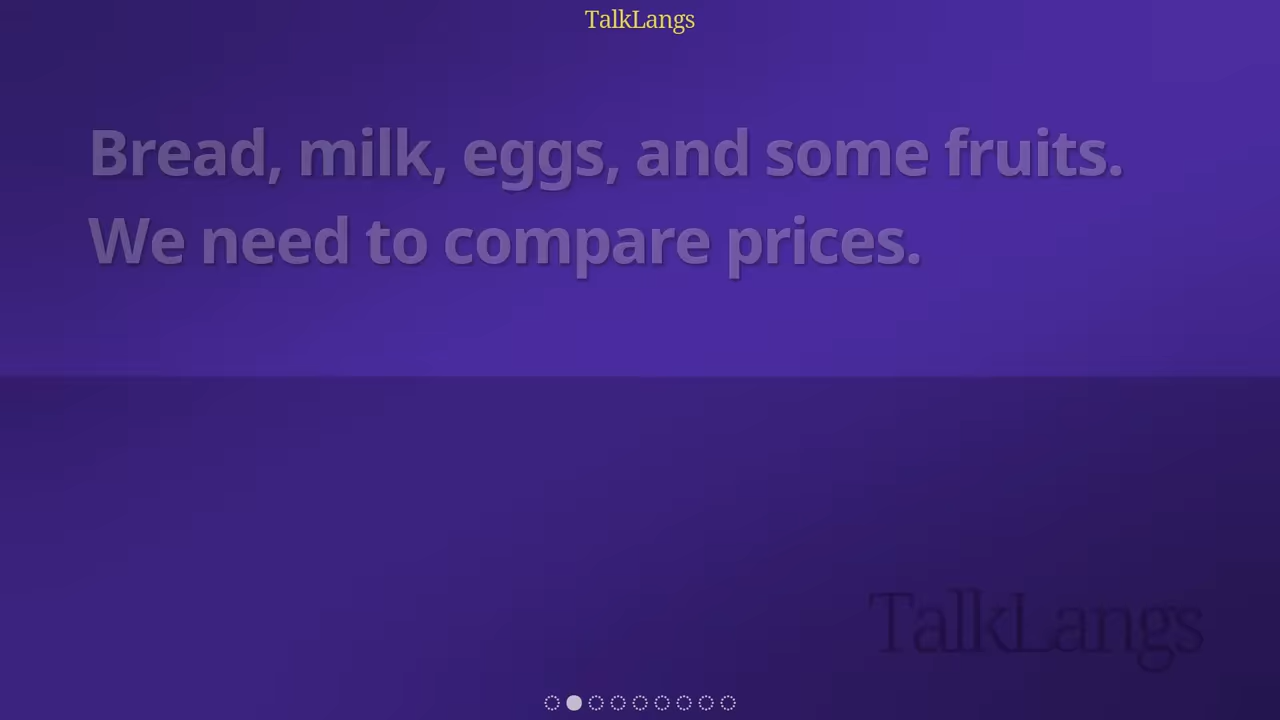 TalkLangs
Bread, milk, eggs, and some fruits.
We need to compare prices.
TalkLangs